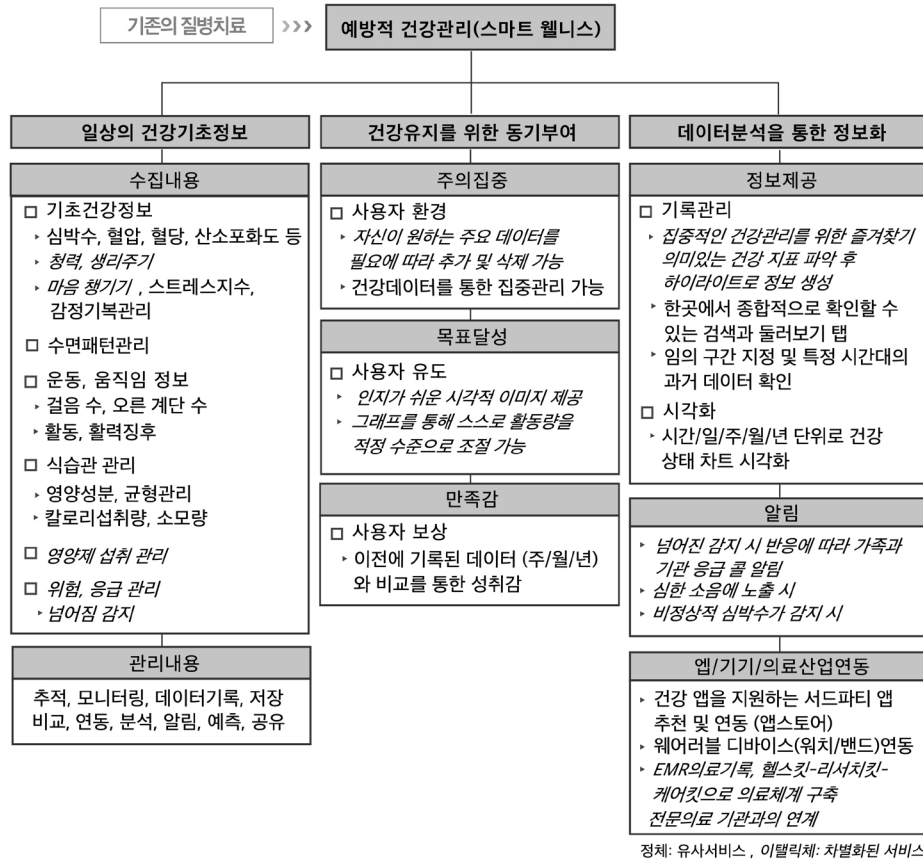 기존의 질병치료
예방적 건강관리(스마트 웰니스)
일상의 건강기초정보
수집내용
기초건강정보
심박수, 혈압, 혈당, 산소포화도 등
청력, 생리주기
마음 챙기기 , 스트레스지수,
감정기복관리
수면패턴관리
운동, 움직임 정보
걸음 수, 오른 계단 수
활동, 활력징후
식습관 관리
영양성분, 균형관리
칼로리섭취량, 소모량
영양제 섭취 관리
위험, 응급 관리
넘어짐 감지
관리내용
추적, 모니터링, 데이터기록, 저장
비교, 연동, 분석, 알림, 예측, 공유
건강유지를 위한 동기부여
주의집중
사용자 환경
자신이 원하는 주요 데이터를
필요에 따라 추가 및 삭제 가능
건강데이터를 통한 집중관리 가능
목표달성
사용자 유도
인지가 쉬운 시각적 이미지 제공
그래프를 통해 스스로 활동량을
적정 수준으로 조절 가능
만족감
사용자 보상
이전에 기록된 데이터 (주/월/년)
와 비교를 통한 성취감
데이터분석을 통한 정보화
정보제공
기록관리
집중적인 건강관리를 위한 즐겨찾기
의미있는 건강 지표 파악 후
하이라이트로 정보 생성
한곳에서 종합적으로 확인할 수
있는 검색과 둘러보기 탭
임의 구간 지정 및 특정 시간대의
과거 데이터 확인
시각화
시간/일/주/월/년 단위로 건강
상태 차트 시각화
알림
넘어진 감지 시 반응에 따라 가족과
기관 응급 콜 알림
심한 소음에 노출 시
비정상적 심박수가 감지 시
엡/기기/의료산업연동
건강 앱을 지원하는 서드파티 앱
추천 및 연동 (앱스토어)
웨어러블 디바이스(워치/밴드)연동
EMR의료기록, 헬스킷-리서치킷-
케어킷으로 의료체계 구축
전문의료 기관과의 연계
정체: 유사서비스 , 이탤릭체: 차별화된 서비스